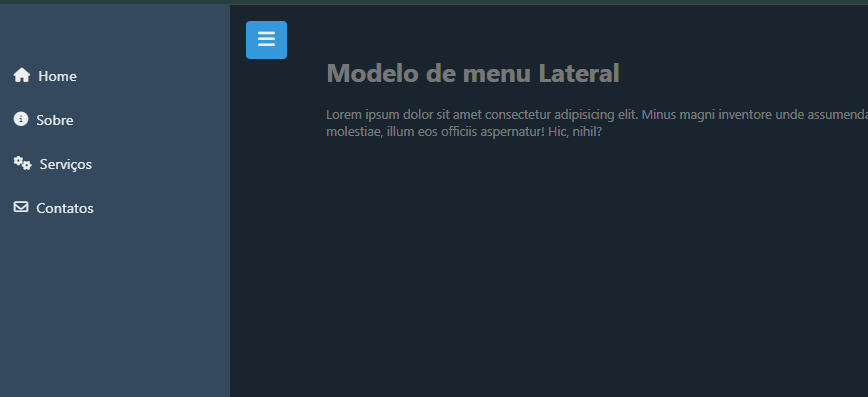 Home
Sobre
Serviços
Contatos
Modelo de menu Lateral
Lorem ipsum dolor sit amet consectetur adipisicing elit. Minus magni inventore unde assumenda
molestiae, illum eos officiis aspernatur! Hic, nihil?